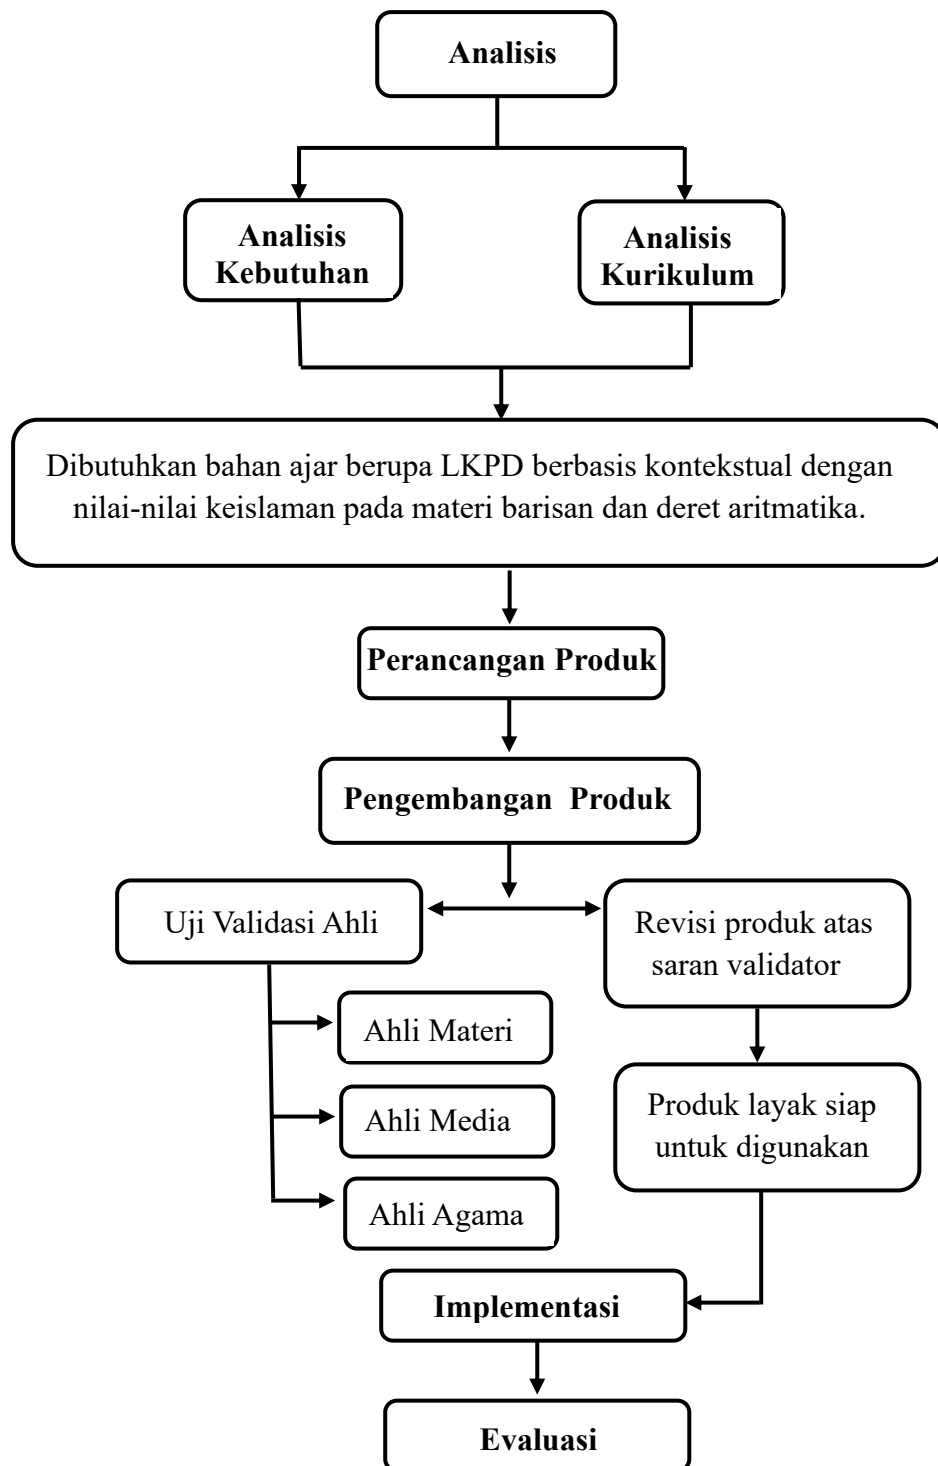 Analisis
Analisis
Kebutuhan
Analisis
Kurikulum
Dibutuhkan bahan ajar berupa LKPD berbasis kontekstual dengan
nilai-nilai keislaman pada materi barisan dan deret aritmatika.
Perancangan Produk
Pengembangan  Produk
Uji Validasi Ahli
Revisi produk atas
saran validator
Ahli Materi
Ahli Media
Ahli Agama
Produk layak siap
untuk digunakan
Implementasi
Evaluasi